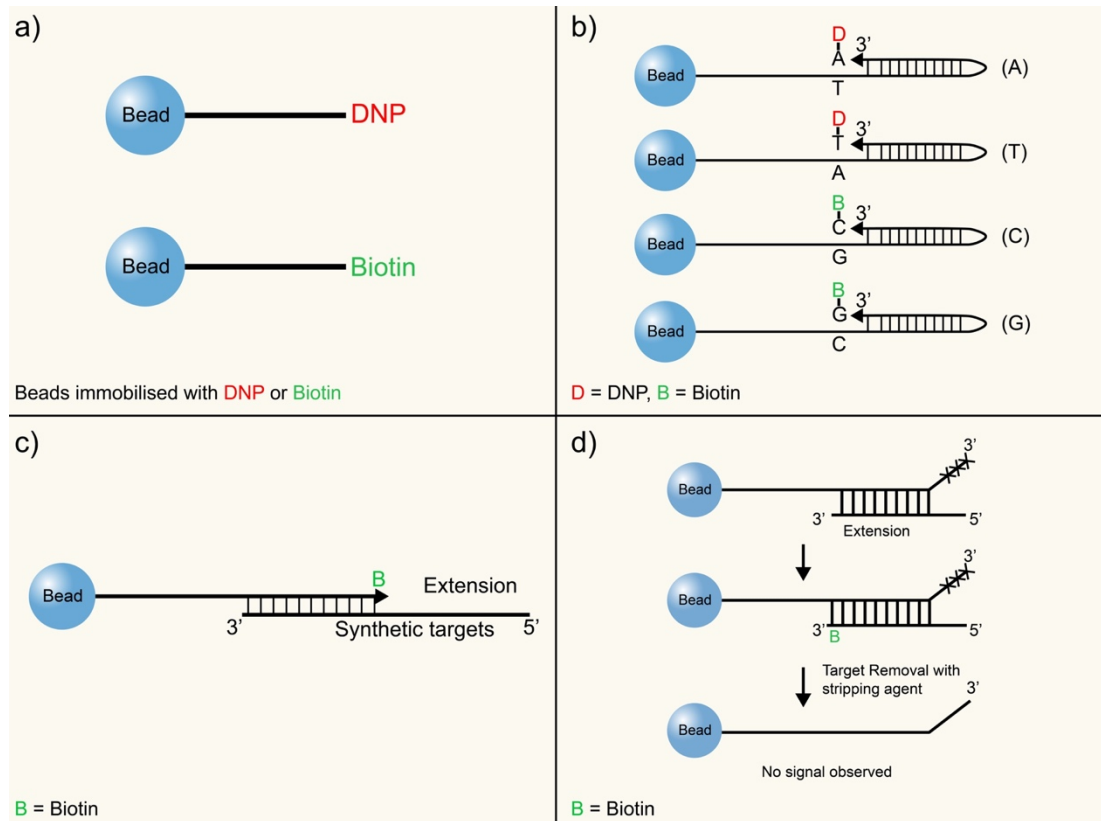 a)
Bead
DNP
Bead
Biotin
Beads immobilised with DNP or Biotin
b)
D
A 3’
Bead
T
(A)
D
T 3’
Bead
A
(T)
B
C 3’
Bead
G
(C)
B
G 3’
Bead
C
(G)
D = DNP, B = Biotin
c)
B
Extension
Bead
3’ Synthetic targets 5’
B = Biotin
d)
3’
Bead
3’ 5’
Extension
3’
Bead
3’ 5’
B
Target Removal with
stripping agent
3’
Bead
No signal observed
B = Biotin